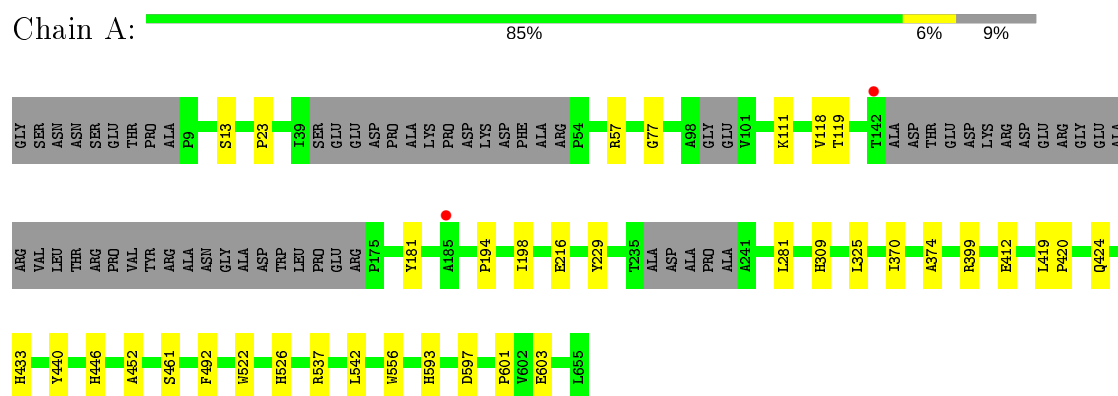 Chain A:
85% 6% 9%
GLY SER ASN ASN SER GLU THR PRO ALA P9 S13 P23 I39 SER GLU GLU ASP PRO ALA LYS PRO ASP LYS ASP PHE ALA ARG P54 R57 G77 A98 GLY GLU V101 K111 V118 T119 T142 ALA ASP THR GLU ASP LYS ARG ASP GLU ARG GLY GLU ALA
ARG VAL LEU THR ARG PRO VAL TYR ARG ALA ASN GLY ALA ASP TRP LEU PRO GLU ARG P175 Y181 A185 P194 I198 E216 Y229 T235 ALA ASP ALA PRO ALA A241 L281 H309 L325 I370 A374 R399 E412 L419 P420 Q424
H433 Y440 H446 A452 S461 F492 W522 H526 R537 L542 W556 H593 D597 P601 V602 E603 L655